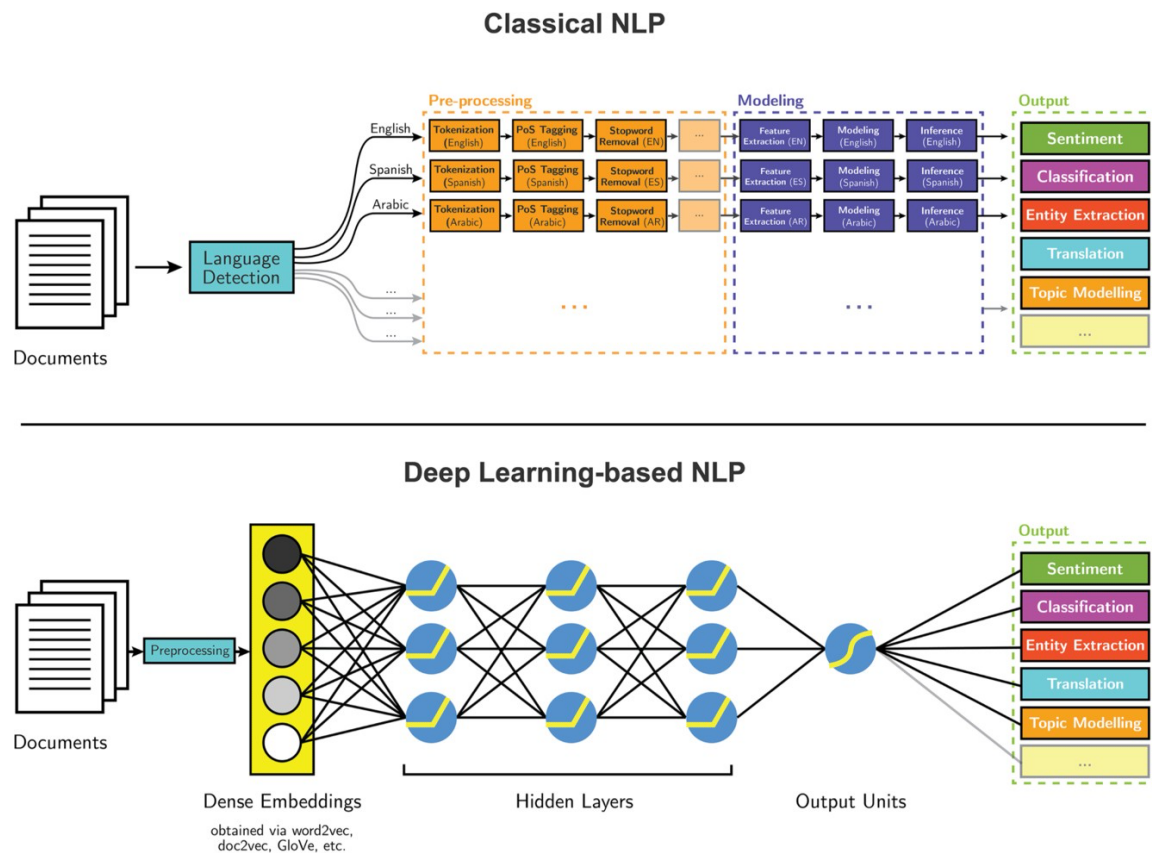 Classical NLP
Pre-processing
Modeling
Output
English
Tokenization
(English)
PoS Tagging
(English)
Stopword
Removal (EN)
...
Feature
Extraction (EN)
Modeling
(English)
Inference
(English)
Sentiment
Spanish
Tokenization
(Spanish)
PoS Tagging
(Spanish)
Stopword
Removal (ES)
...
Feature
Extraction (ES)
Modeling
(Spanish)
Inference
(Spanish)
Classification
Arabic
Tokenization
(Arabic)
PoS Tagging
(Arabic)
Stopword
Removal (AR)
...
Feature
Extraction (AR)
Modeling
(Arabic)
Inference
(Arabic)
Entity Extraction
Language
Detection
Translation
...
...
...
...
...
Topic Modelling
...
Documents
Deep Learning-based NLP
Output
Sentiment
Classification
Preprocessing
Entity Extraction
Translation
Topic Modelling
...
Documents
Dense Embeddings
obtained via word2vec,
doc2vec, GloVe, etc.
Hidden Layers
Output Units